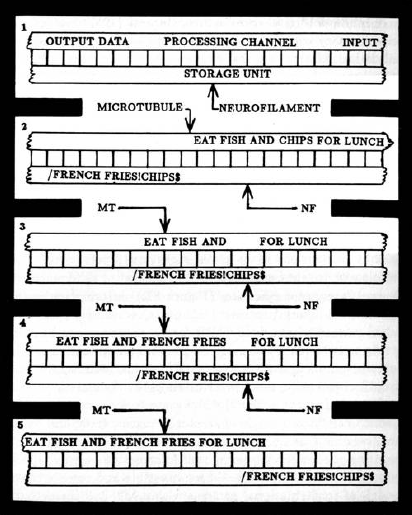 1
OUTPUT DATA PROCESSING CHANNEL INPUT
STORAGE UNIT
MICROTUBULE NEUROFILAMENT
2
EAT FISH AND CHIPS FOR LUNCH
/FRENCH FRIES!CHIPS$
MT NF
3
EAT FISH AND FOR LUNCH
/FRENCH FRIES!CHIPS$
MT NF
4
EAT FISH AND FRENCH FRIES FOR LUNCH
/FRENCH FRIES!CHIPS$
MT NF
5
EAT FISH AND FRENCH FRIES FOR LUNCH
/FRENCH FRIES!CHIPS$